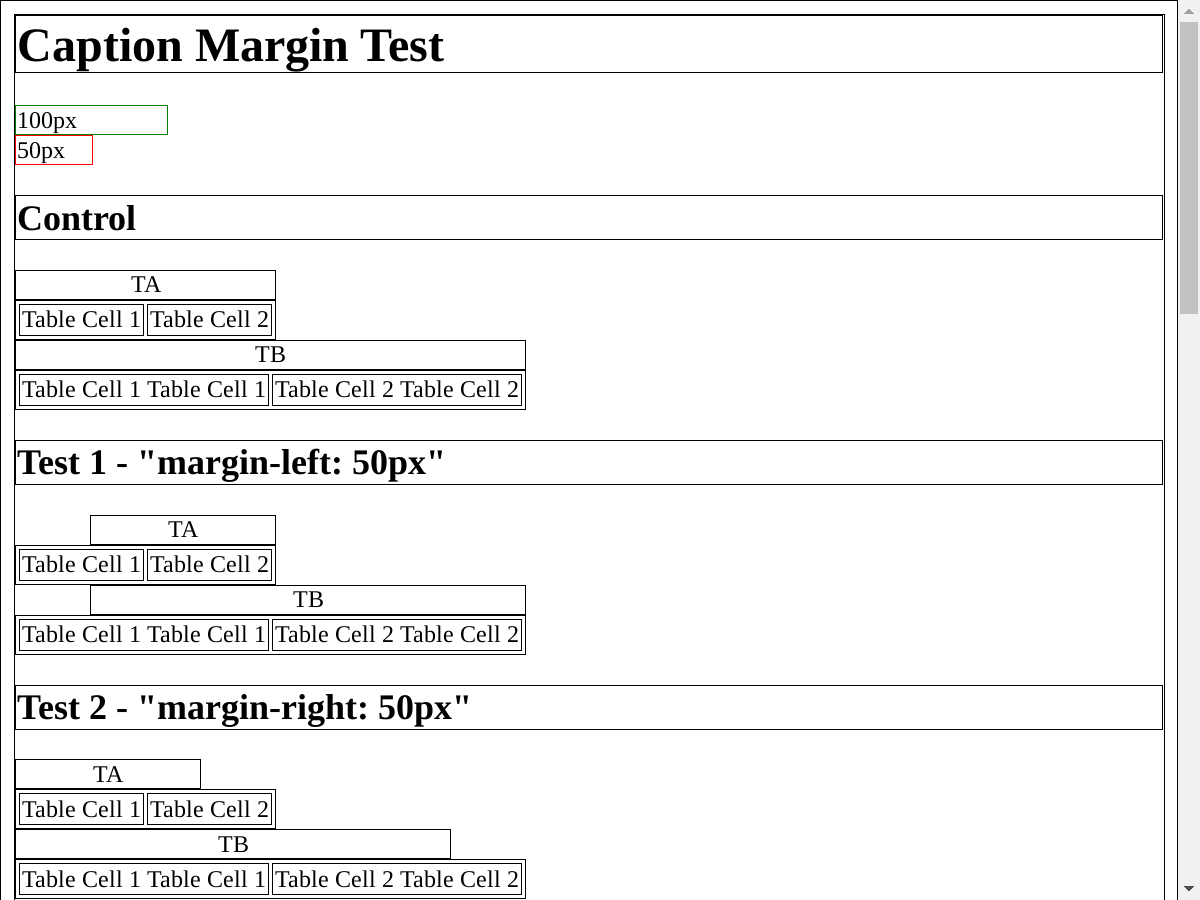 Caption Margin Test
100px
50px
Control
TA
Table Cell 1 Table Cell 2
TB
Table Cell 1 Table Cell 1 Table Cell 2 Table Cell 2
Test 1 - "margin-left: 50px"
TA
Table Cell 1 Table Cell 2
TB
Table Cell 1 Table Cell 1 Table Cell 2 Table Cell 2
Test 2 - "margin-right: 50px"
TA
Table Cell 1 Table Cell 2
TB
Table Cell 1 Table Cell 1 Table Cell 2 Table Cell 2